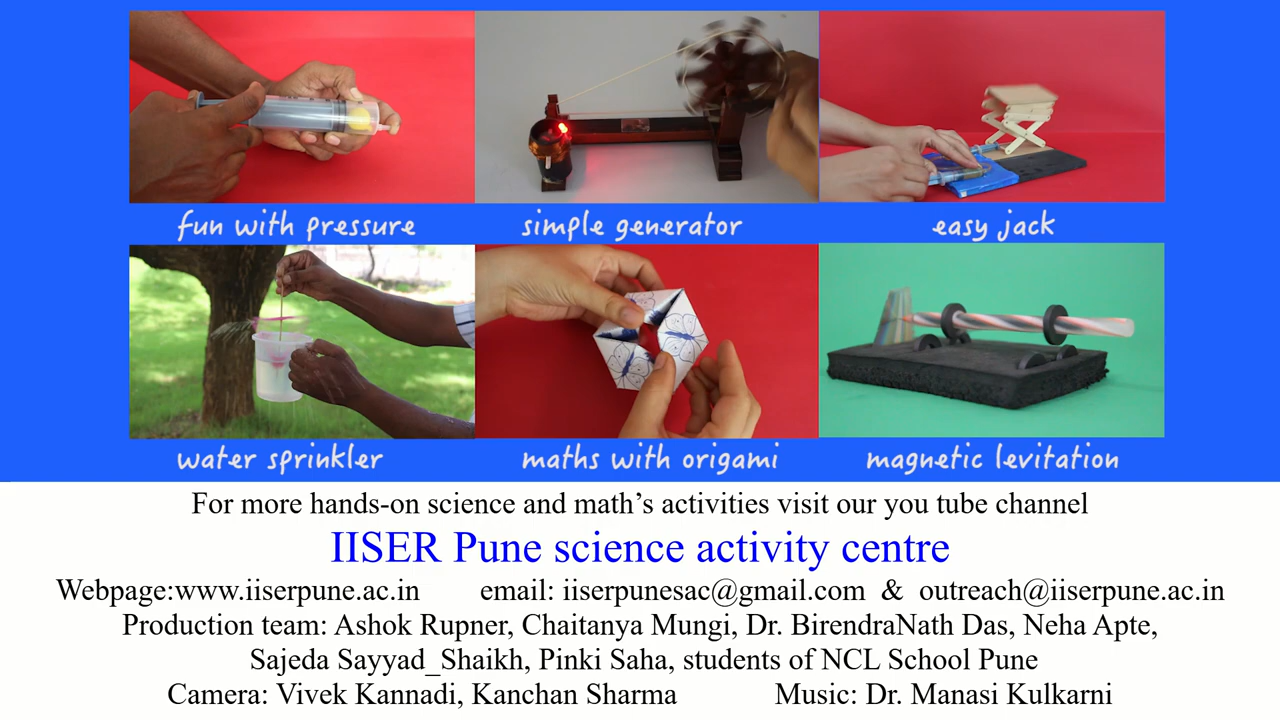 fun with pressure simple generator easy jack
water sprinkler maths with origami magnetic levitation
For more hands-on science and math’s activities visit our you tube channel
IISER Pune science activity centre
Webpage:www.iiserpune.ac.in email: iiserpunesac@gmail.com & outreach@iiserpune.ac.in
Production team: Ashok Rupner, Chaitanya Mungi, Dr. BirendraNath Das, Neha Apte,
Sajeda Sayyad_Shaikh, Pinki Saha, students of NCL School Pune
Camera: Vivek Kannadi, Kanchan Sharma Music: Dr. Manasi Kulkarni